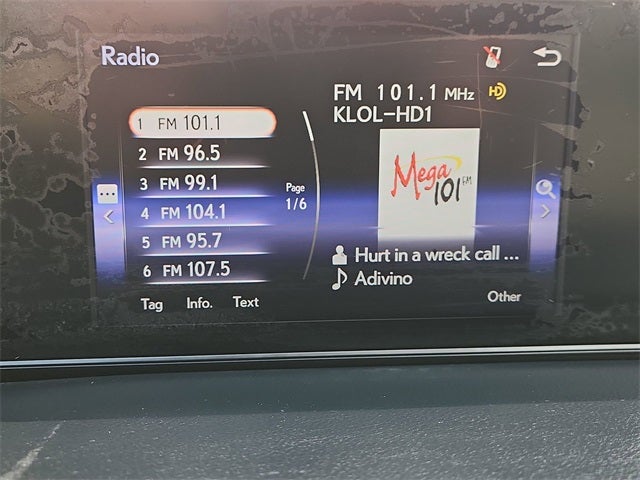 Radio
FM 101.1 MHz HD
KLOL-HD1
1 FM 101.1
2 FM 96.5
3 FM 99.1
4 FM 104.1
5 FM 95.7
6 FM 107.5
Page
1/6
Mega
101 FM
Hurt in a wreck call ...
Adivino
Tag Info. Text
Other